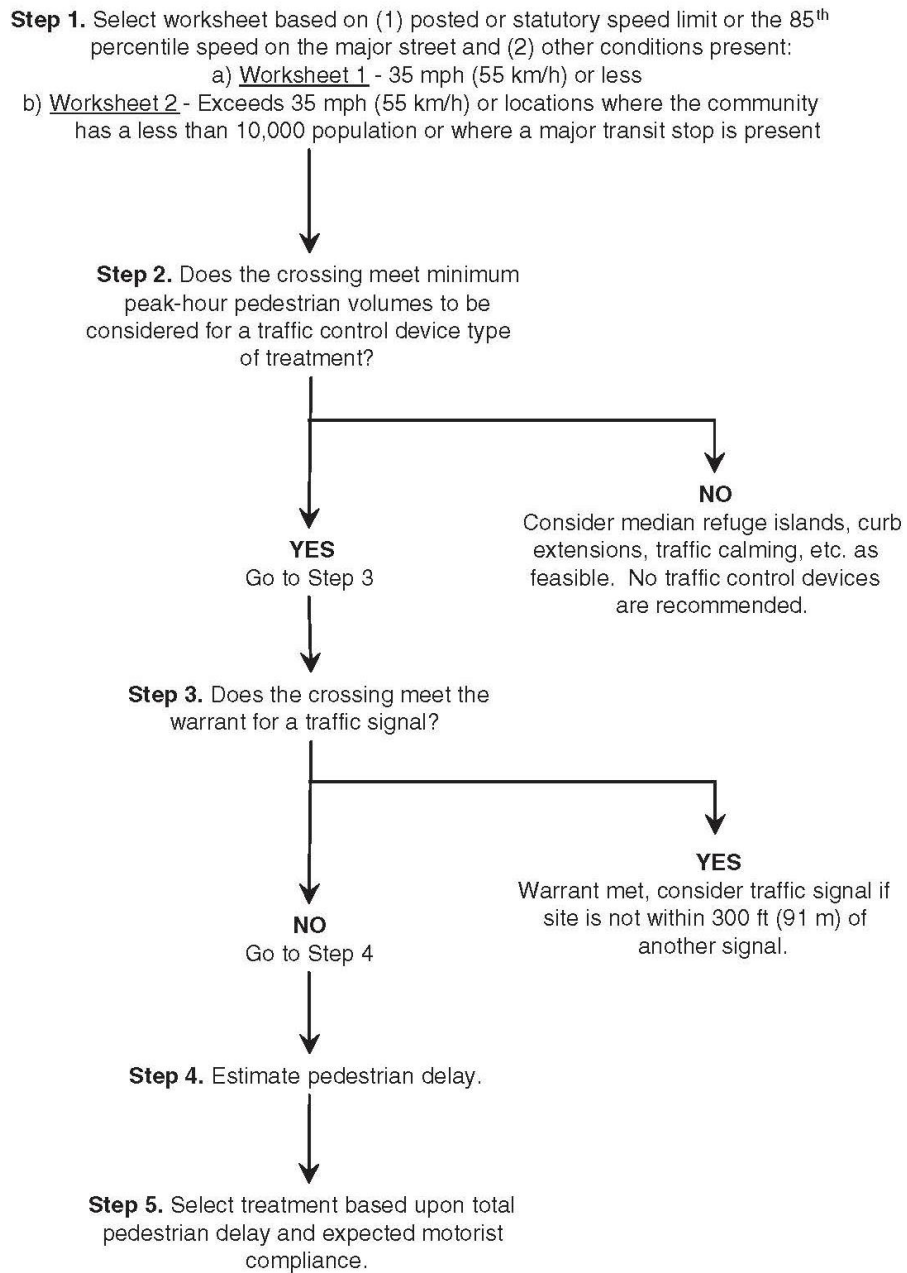 Step 1. Select worksheet based on (1) posted or statutory speed limit or the 85th
percentile speed on the major street and (2) other conditions present:
a) Worksheet 1 - 35 mph (55 km/h) or less
b) Worksheet 2 - Exceeds 35 mph (55 km/h) or locations where the community
has a less than 10,000 population or where a major transit stop is present
Step 2. Does the crossing meet minimum
peak-hour pedestrian volumes to be
considered for a traffic control device type
of treatment?
NO
Consider median refuge islands, curb
extensions, traffic calming, etc. as
feasible. No traffic control devices
are recommended.
YES
Go to Step 3
Step 3. Does the crossing meet the
warrant for a traffic signal?
YES
Warrant met, consider traffic signal if
site is not within 300 ft (91 m) of
another signal.
NO
Go to Step 4
Step 4. Estimate pedestrian delay.
Step 5. Select treatment based upon total
pedestrian delay and expected motorist
compliance.